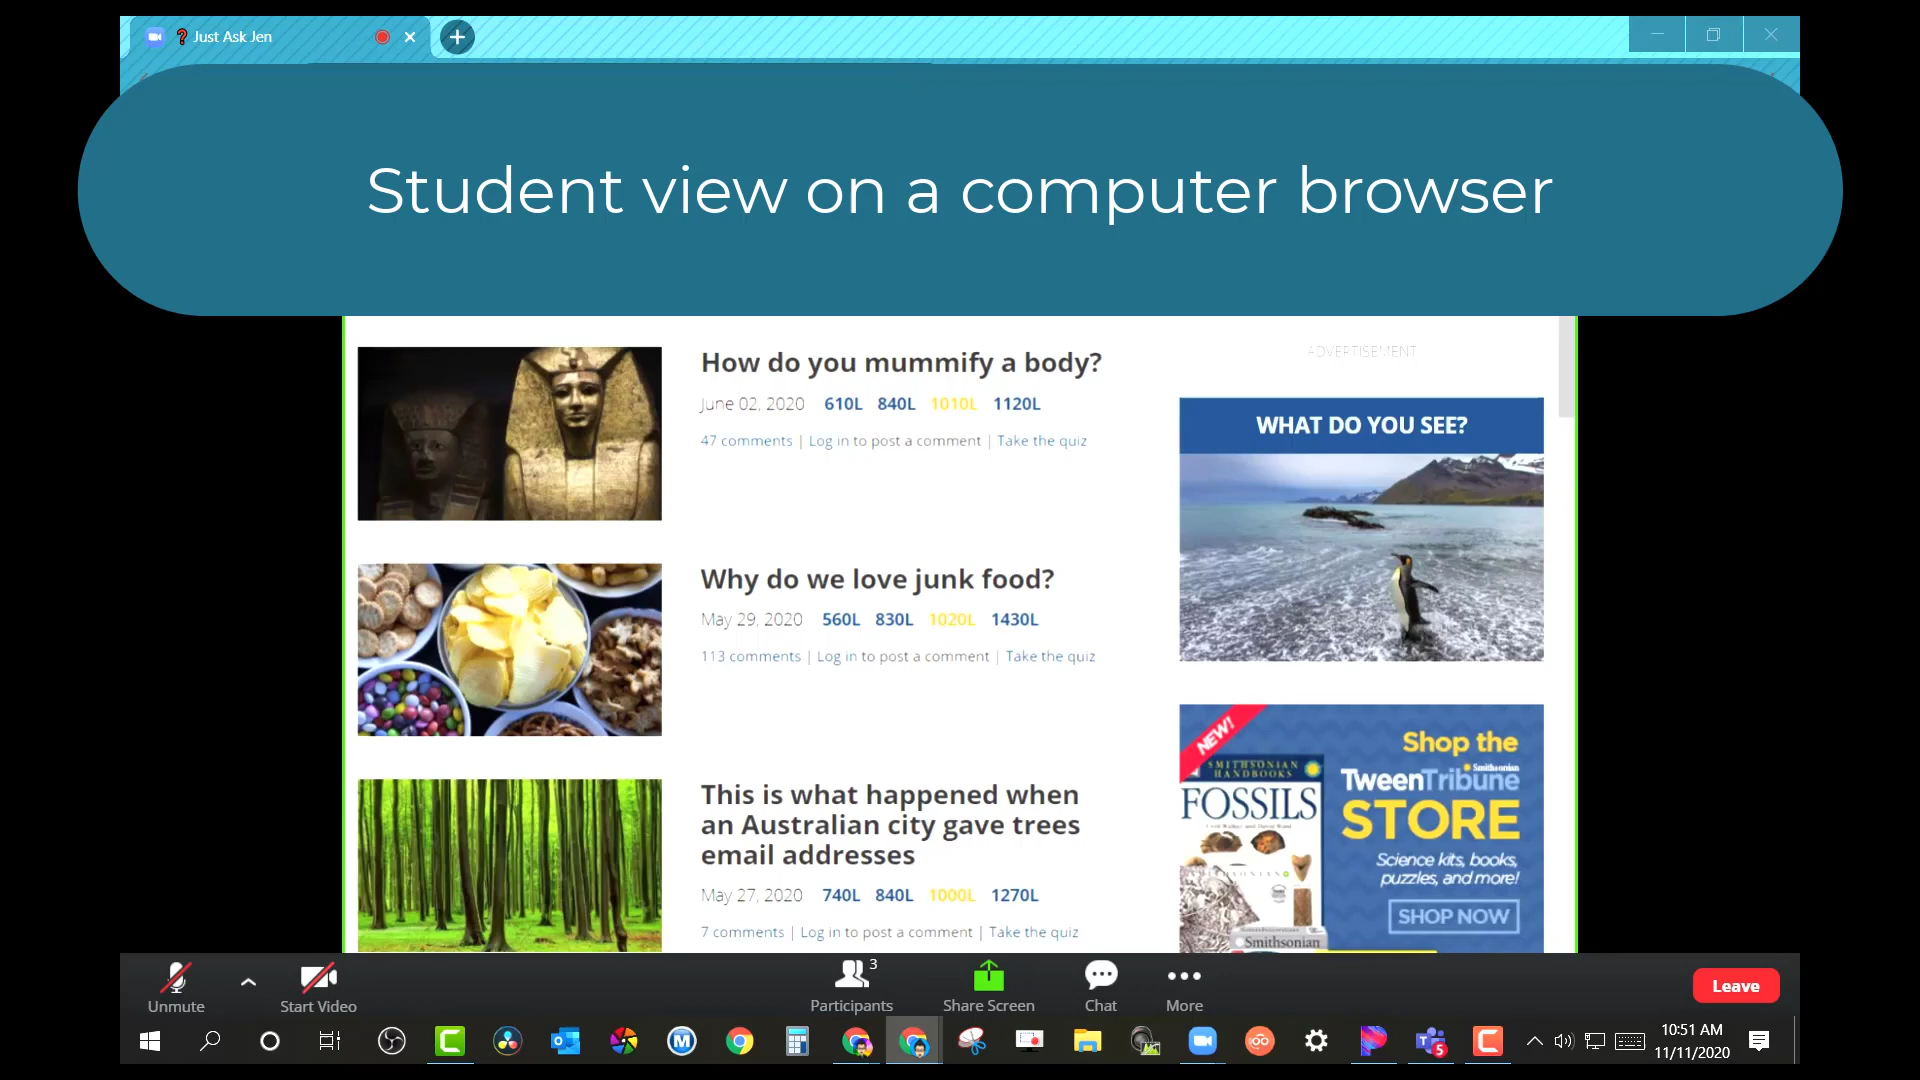 ❓ Just Ask Jen
Student view on a computer browser
How do you mummify a body?
June 02, 2020 610L 840L 1010L 1120L
47 comments | Log in to post a comment | Take the quiz
Why do we love junk food?
May 29, 2020 560L 830L 1020L 1430L
113 comments | Log in to post a comment | Take the quiz
This is what happened when
an Australian city gave trees
email addresses
May 27, 2020 740L 840L 1000L 1270L
7 comments | Log in to post a comment | Take the quiz
ADVERTISEMENT
WHAT DO YOU SEE?
NEW!
SMITHSONIAN
HANDBOOKS
FOSSILS
Smithsonian
Shop the
Smithsonian
TweenTribune
STORE
Science kits, books,
puzzles, and more!
SHOP NOW
Unmute
Start Video
3
Participants
Share Screen
Chat
More
Leave
5
10:51 AM
11/11/2020